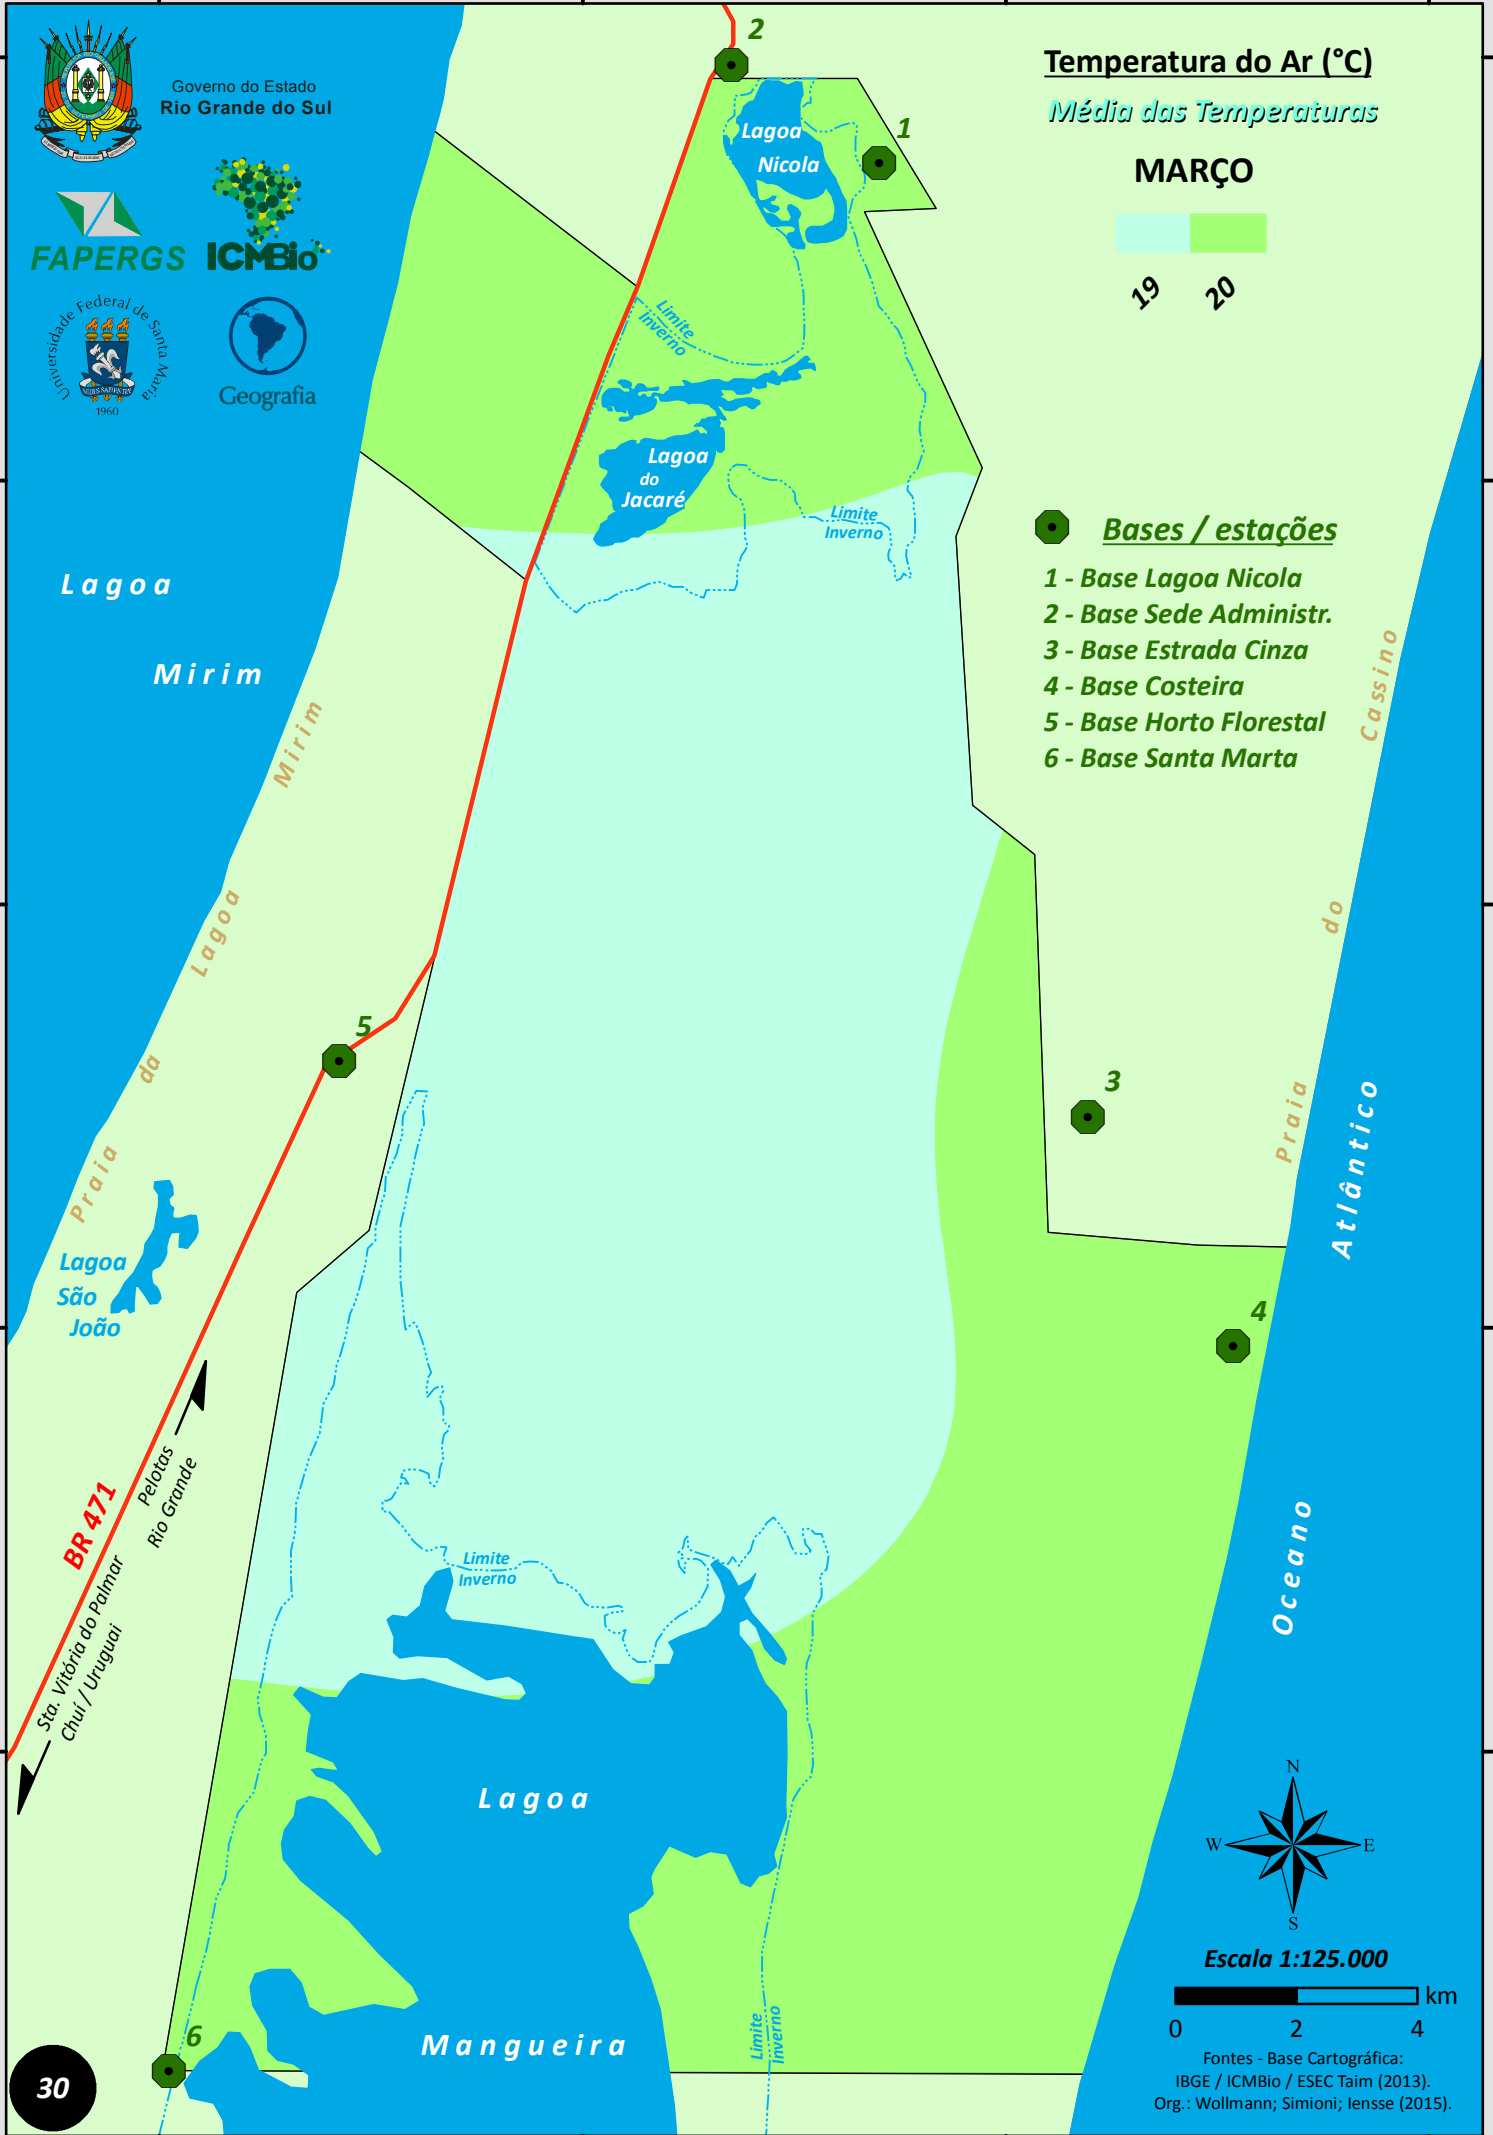 Governo do Estado
Rio Grande do Sul
FAPERGS
ICMBio
Universidade Federal de Santa Maria
1960
Geografia
Temperatura do Ar (°C)
Média das Temperaturas
MARÇO
19 20
2
1
Lagoa
Nicola
Limite
Inverno
Lagoa
do
Jacaré
Limite
Inverno
Bases / estações
1 - Base Lagoa Nicola
2 - Base Sede Administr.
3 - Base Estrada Cinza
4 - Base Costeira
5 - Base Horto Florestal
6 - Base Santa Marta
Lagoa
Mirim
Praia da Lagoa Mirim
Praia do Cassino
5
3
4
Oceano Atlântico
Lagoa
São
João
BR 471
Pelotas
Rio Grande
Sta. Vitória do Palmar
Chuí / Uruguai
Limite
Inverno
Lagoa
Mangueira
Limite
Inverno
6
30
N
W E
S
Escala 1:125.000
km
0 2 4
Fontes - Base Cartográfica:
IBGE / ICMBio / ESEC Taim (2013).
Org.: Wollmann; Simioni; Iensse (2015).